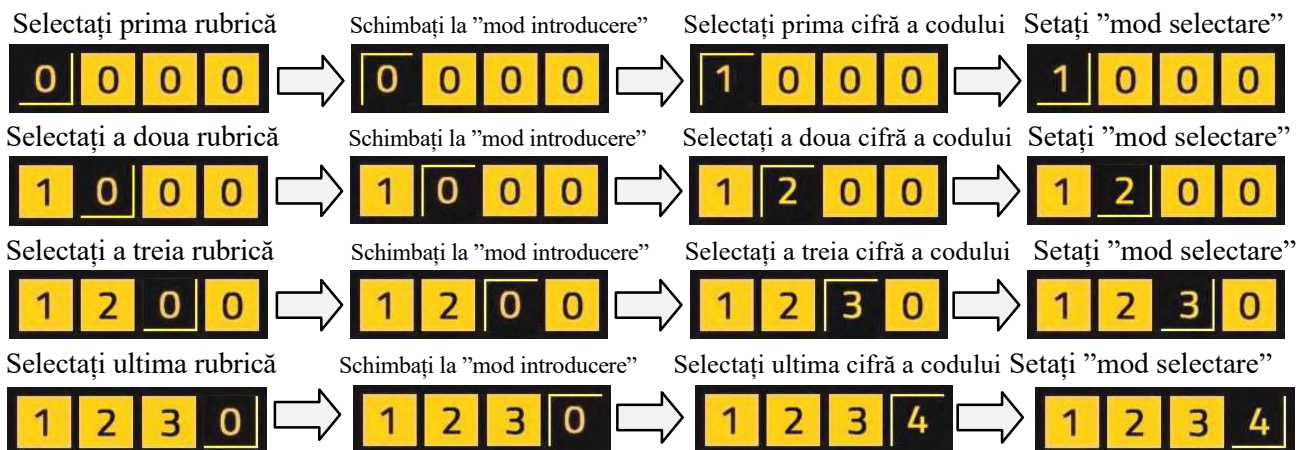 Selectați prima rubrică Schimbați la ”mod introducere” Selectați prima cifră a codului Setați ”mod selectare”
0 0 0 0 0 0 0 0 1 0 0 0 1 0 0 0
Selectați a doua rubrică Schimbați la ”mod introducere” Selectați a doua cifră a codului Setați ”mod selectare”
1 0 0 0 1 0 0 0 1 2 0 0 1 2 0 0
Selectați a treia rubrică Schimbați la ”mod introducere” Selectați a treia cifră a codului Setați ”mod selectare”
1 2 0 0 1 2 0 0 1 2 3 0 1 2 3 0
Selectați ultima rubrică Schimbați la ”mod introducere” Selectați ultima cifră a codului Setați ”mod selectare”
1 2 3 0 1 2 3 0 1 2 3 4 1 2 3 4